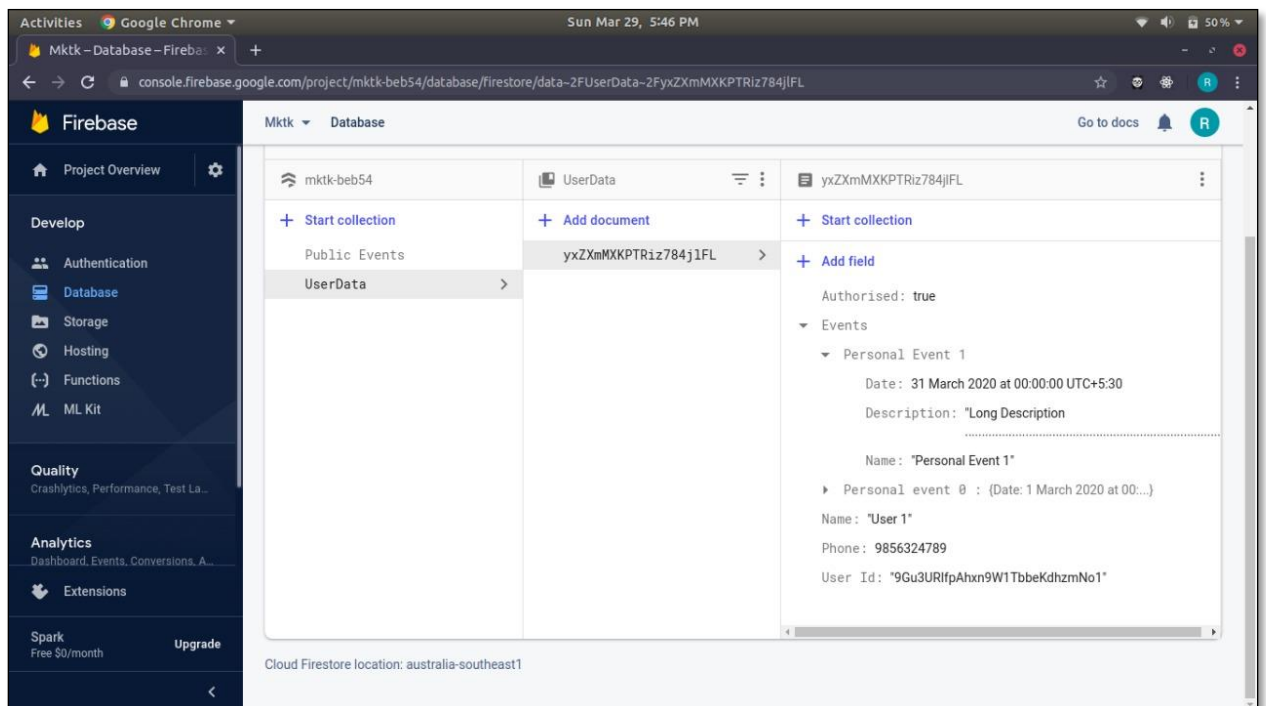 Activities Google Chrome Sun Mar 29, 5:46 PM 50%
Mktk – Database – Firebas
console.firebase.google.com/project/mktk-beb54/database/firestore/data~2FUserData~2FyxZXmMXKPTRiz784jlFL R
Firebase
Mktk Database Go to docs R
Project Overview
Develop
Authentication
Database
Storage
Hosting
Functions
ML Kit
Quality
Crashlytics, Performance, Test La...
Analytics
Dashboard, Events, Conversions, A...
Extensions
Spark
Free $0/month
Upgrade
mktk-beb54
+ Start collection
Public Events
UserData
UserData
+ Add document
yxZXmMXKPTRiz784jlFL
yxZXmMXKPTRiz784jlFL
+ Start collection
+ Add field
Authorised: true
Events
Personal Event 1
Date: 31 March 2020 at 00:00:00 UTC+5:30
Description: "Long Description
Name: "Personal Event 1"
Personal event 0 : {Date: 1 March 2020 at 00:...}
Name: "User 1"
Phone: 9856324789
User Id: "9Gu3URlfpAhxn9W1TbbeKdhzmNo1"
Cloud Firestore location: australia-southeast1